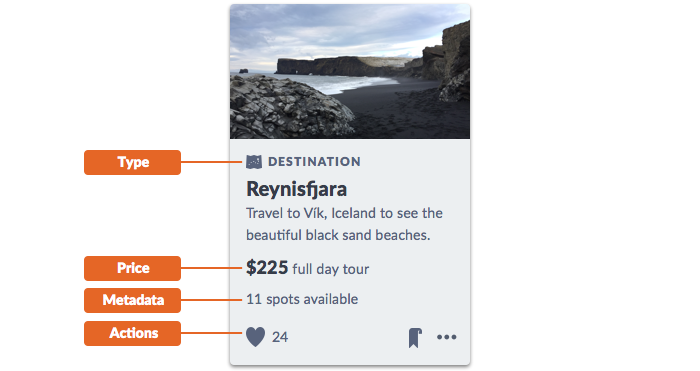 Type
DESTINATION
Reynisfjara
Travel to Vík, Iceland to see the
beautiful black sand beaches.
Price
$225 full day tour
Metadata
11 spots available
Actions
24